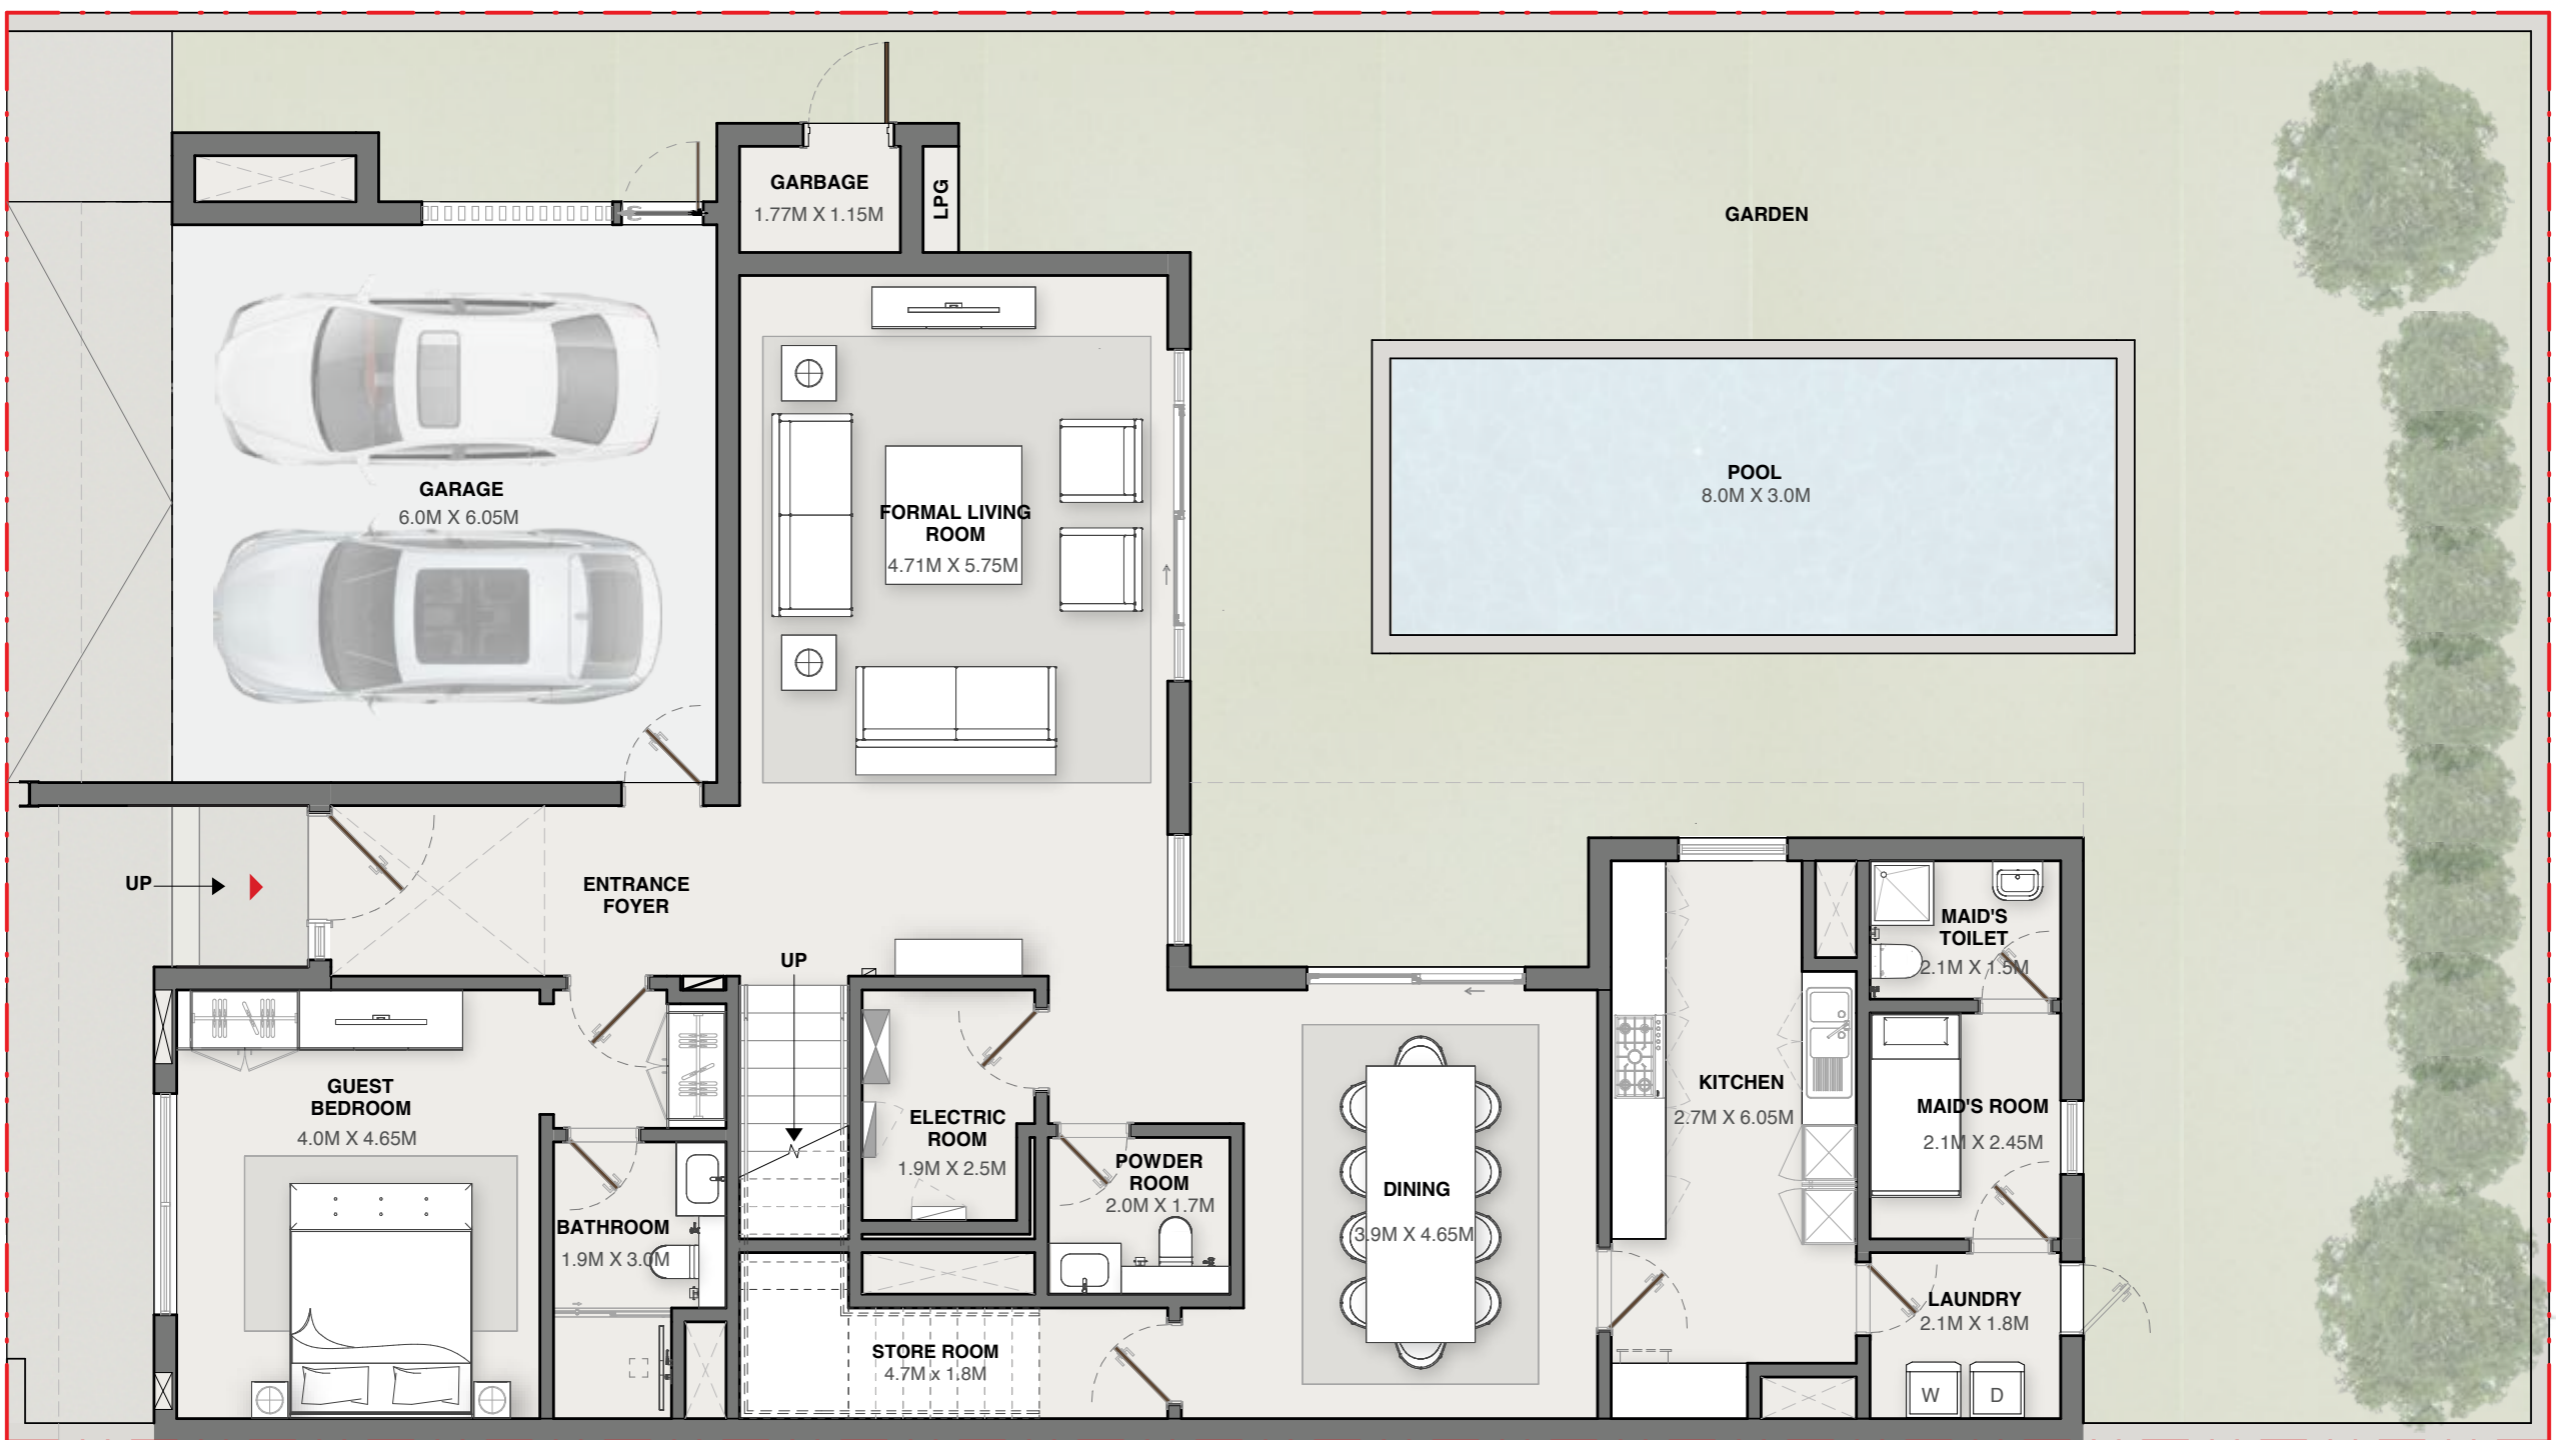 GARBAGE
1.77M X 1.15M
LPG
GARDEN
GARAGE
6.0M X 6.05M
FORMAL LIVING
ROOM
4.71M X 5.75M
POOL
8.0M X 3.0M
UP
ENTRANCE
FOYER
UP
GUEST
BEDROOM
4.0M X 4.65M
BATHROOM
1.9M X 3.0M
ELECTRIC
ROOM
1.9M X 2.5M
POWDER
ROOM
2.0M X 1.7M
STORE ROOM
4.7M x 1.8M
DINING
3.9M X 4.65M
KITCHEN
2.7M X 6.05M
MAID'S
TOILET
2.1M X 1.5M
MAID'S ROOM
2.1M X 2.45M
LAUNDRY
2.1M X 1.8M
W
D